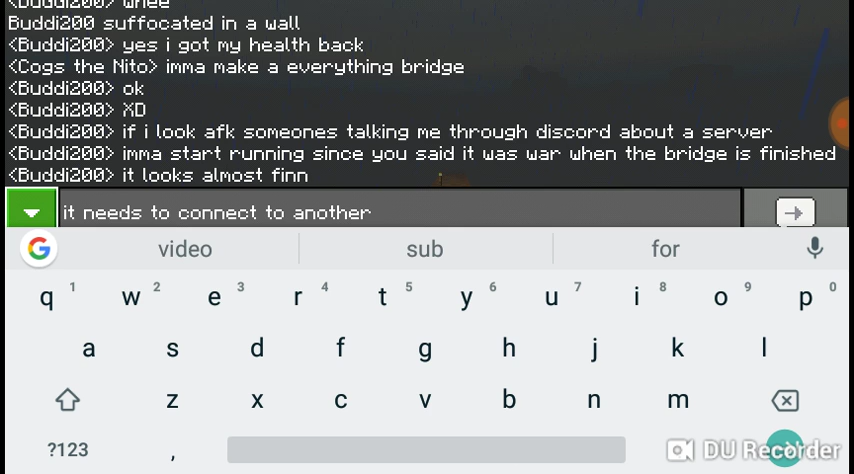 <Buddi200> whee
Buddi200 suffocated in a wall
<Buddi200> yes i got my health back
<Cogs the Nito> imma make a everything bridge
<Buddi200> ok
<Buddi200> XD
<Buddi200> if i look afk someones talking me through discord about a server
<Buddi200> imma start running since you said it was war when the bridge is finished
<Buddi200> it looks almost finn
it needs to connect to another
G video sub for
q 1 w 2 e 3 r 4 t 5 y 6 u 7 i 8 o 9 p 0
a s d f g h j k l
z x c v b n m
?123 , DU Recorder